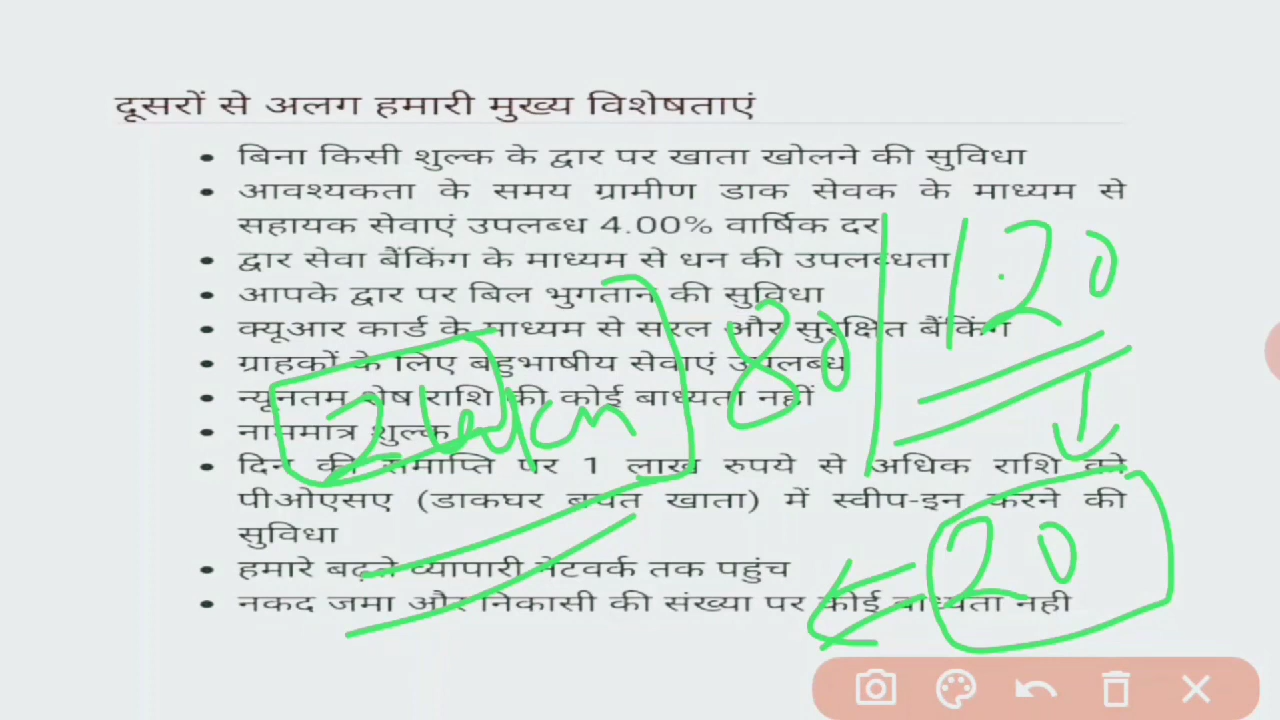 दूसरों से अलग हमारी मुख्य विशेषताएं
• बिना किसी शुल्क के द्वार पर खाता खोलने की सुविधा
• आवश्यकता के समय ग्रामीण डाक सेवक के माध्यम से
सहायक सेवाएं उपलब्ध 4.00% वार्षिक दर
• द्वार सेवा बैंकिंग के माध्यम से धन की उपलब्धता
• आपके द्वार पर बिल भुगतान की सुविधा
• क्यूआर कार्ड के माध्यम से सरल और सुरक्षित बैंकिंग
• ग्राहकों के लिए बहुभाषीय सेवाएं उपलब्ध
• न्यूनतम शेष राशि की कोई बाध्यता नहीं
• नाममात्र शुल्क
• दिन की समाप्ति पर 1 लाख रुपये से अधिक राशि को
पीओएसए (डाकघर बचत खाता) में स्वीप-इन करने की
सुविधा
• हमारे बढ़ते व्यापारी नेटवर्क तक पहुंच
• नकद जमा और निकासी की संख्या पर कोई बाध्यता नही
80
120
20